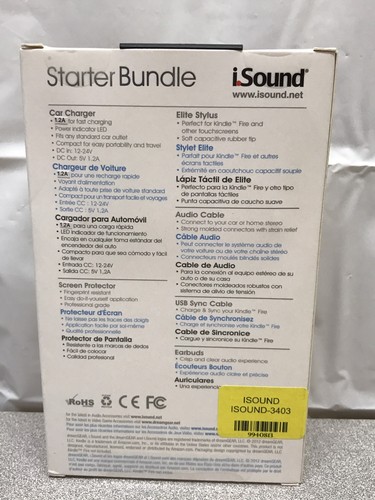 Starter Bundle
iSound®
www.isound.net
Car Charger
• 1.2A for fast charging
• Power indicator LED
• Fits any standard car outlet
• Compact for easy portability and travel
• DC In: 12-24V
• DC Out: 5V 1.2A
Chargeur de Voiture
• 1.2A pour une recharge rapide
• Voyant d'alimentation
• Adapté à toute prise de voiture standard
• Compact pour un transport facile et voyages
• Entrée CC : 12-24V
• Sortie CC : 5V 1.2A
Cargador para Automóvil
• 1.2A para una carga rápida
• LED indicador de funcionamiento
• Encaja en cualquier toma estándar del
encendedor del auto
• Compacto para que sea cómodo y fácil
de llevar
• Entrada CC: 12-24V
• Salida CC: 5V 1.2A
Screen Protector
• Fingerprint resistant
• Easy do-it-yourself application
• Professional grade
Protecteur d'Écran
• Ne laisse pas les traces des doigts
• Application facile par soi-même
• Qualité professionnelle
Protector de Pantalla
• Resistente a las marcas de dedos
• Fácil de colocar
• Calidad profesional
Elite Stylus
• Perfect for Kindle™ Fire and
other touchscreens
• Soft capacitive rubber tip
Stylet Elite
• Parfait pour Kindle™ Fire et autres
écrans tactiles
• Extrémité en caoutchouc capacitif souple
Lápiz Táctil de Elite
• Perfecto para la Kindle™ Fire y otro tipo
de pantallas táctiles
• Punta capacitiva de caucho suave
Audio Cable
• Connect to your car or home stereo
• Strong molded connectors with strain relief
Câble Audio
• Peut connecter le système audio de
votre voiture ou de votre chaîne stéréo
• Connecteurs moulés blindés solides
Cable de Audio
• Para la conexión al equipo estéreo de
su auto o de su casa
• Conectores moldeados robustos con
sistema de alivio de tensión
USB Sync Cable
• Charge & Sync your Kindle™ Fire
Câble de Synchronisez
• Charge et synchronise votre Kindle™ Fire
Cable de Sincronice
• Cargue y sincronice su Kindle™ Fire
Earbuds
• Crisp and clear audio experience
Écouteurs Bouton
• Expérience audio claire et précise
Auriculares
• Una experiencia
RoHS
CE
FC
ISOUND
ISOUND-3403
994088J1